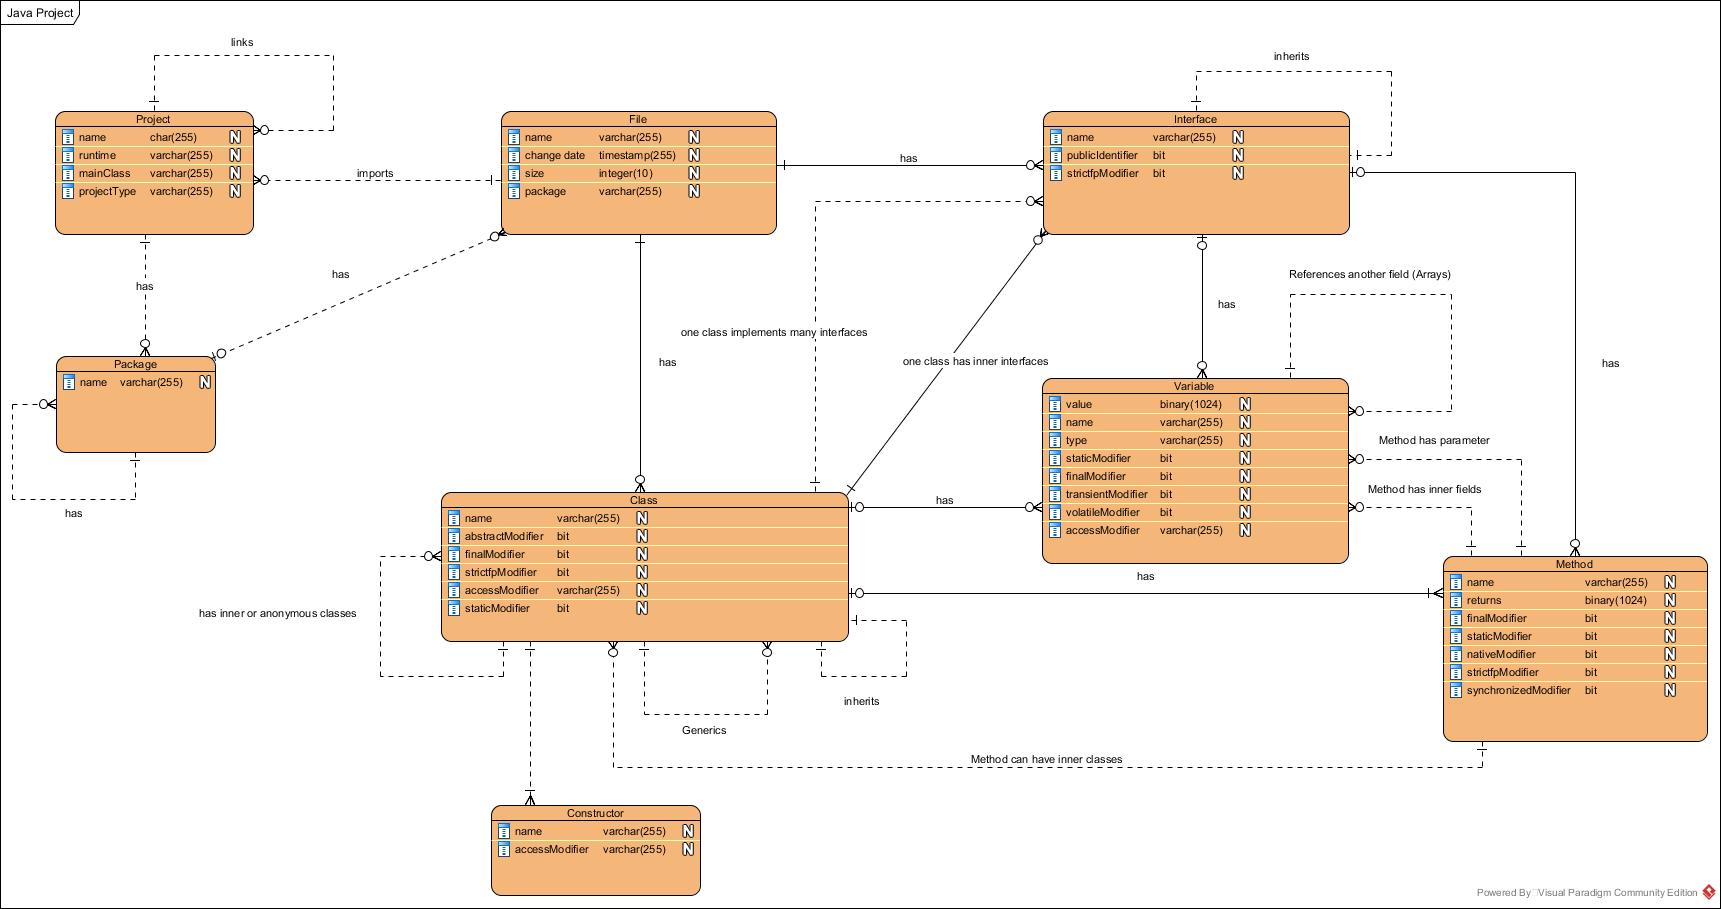 Java Project
links
inherits
Project
name char(255) N
runtime varchar(255) N
mainClass varchar(255) N
projectType varchar(255) N
imports
File
name varchar(255) N
change date timestamp(255) N
size integer(10) N
package varchar(255) N
has
Interface
name varchar(255) N
publicIdentifier bit N
strictfpModifier bit N
has
has
References another field (Arrays)
has
one class implements many interfaces
has
one class has inner interfaces
has
Package
name varchar(255) N
has
Variable
value binary(1024) N
name varchar(255) N
type varchar(255) N
staticModifier bit N
finalModifier bit N
transientModifier bit N
volatileModifier bit N
accessModifier varchar(255) N
Method has parameter
Method has inner fields
has
Class
name varchar(255) N
abstractModifier bit N
finalModifier bit N
strictfpModifier bit N
accessModifier varchar(255) N
staticModifier bit N
has inner or anonymous classes
has
Method
name varchar(255) N
returns binary(1024) N
finalModifier bit N
staticModifier bit N
nativeModifier bit N
strictfpModifier bit N
synchronizedModifier bit N
inherits
Generics
Method can have inner classes
Constructor
name varchar(255) N
accessModifier varchar(255) N
Powered By Visual Paradigm Community Edition